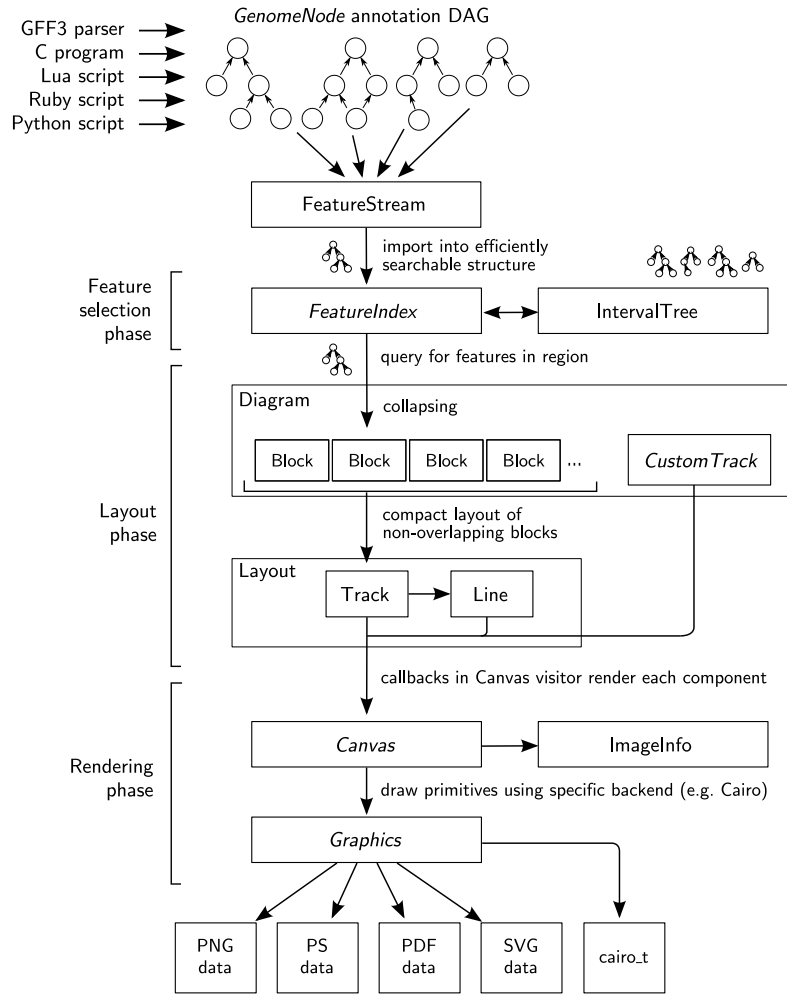 GenomeNode annotation DAG
GFF3 parser
C program
Lua script
Ruby script
Python script
FeatureStream
import into efficiently
searchable structure
Feature
selection
phase
FeatureIndex
IntervalTree
query for features in region
Diagram
collapsing
Block
Block
Block
Block
...
CustomTrack
Layout
phase
compact layout of
non-overlapping blocks
Layout
Track
Line
callbacks in Canvas visitor render each component
Rendering
phase
Canvas
ImageInfo
draw primitives using specific backend (e.g. Cairo)
Graphics
PNG
data
PS
data
PDF
data
SVG
data
cairo_t